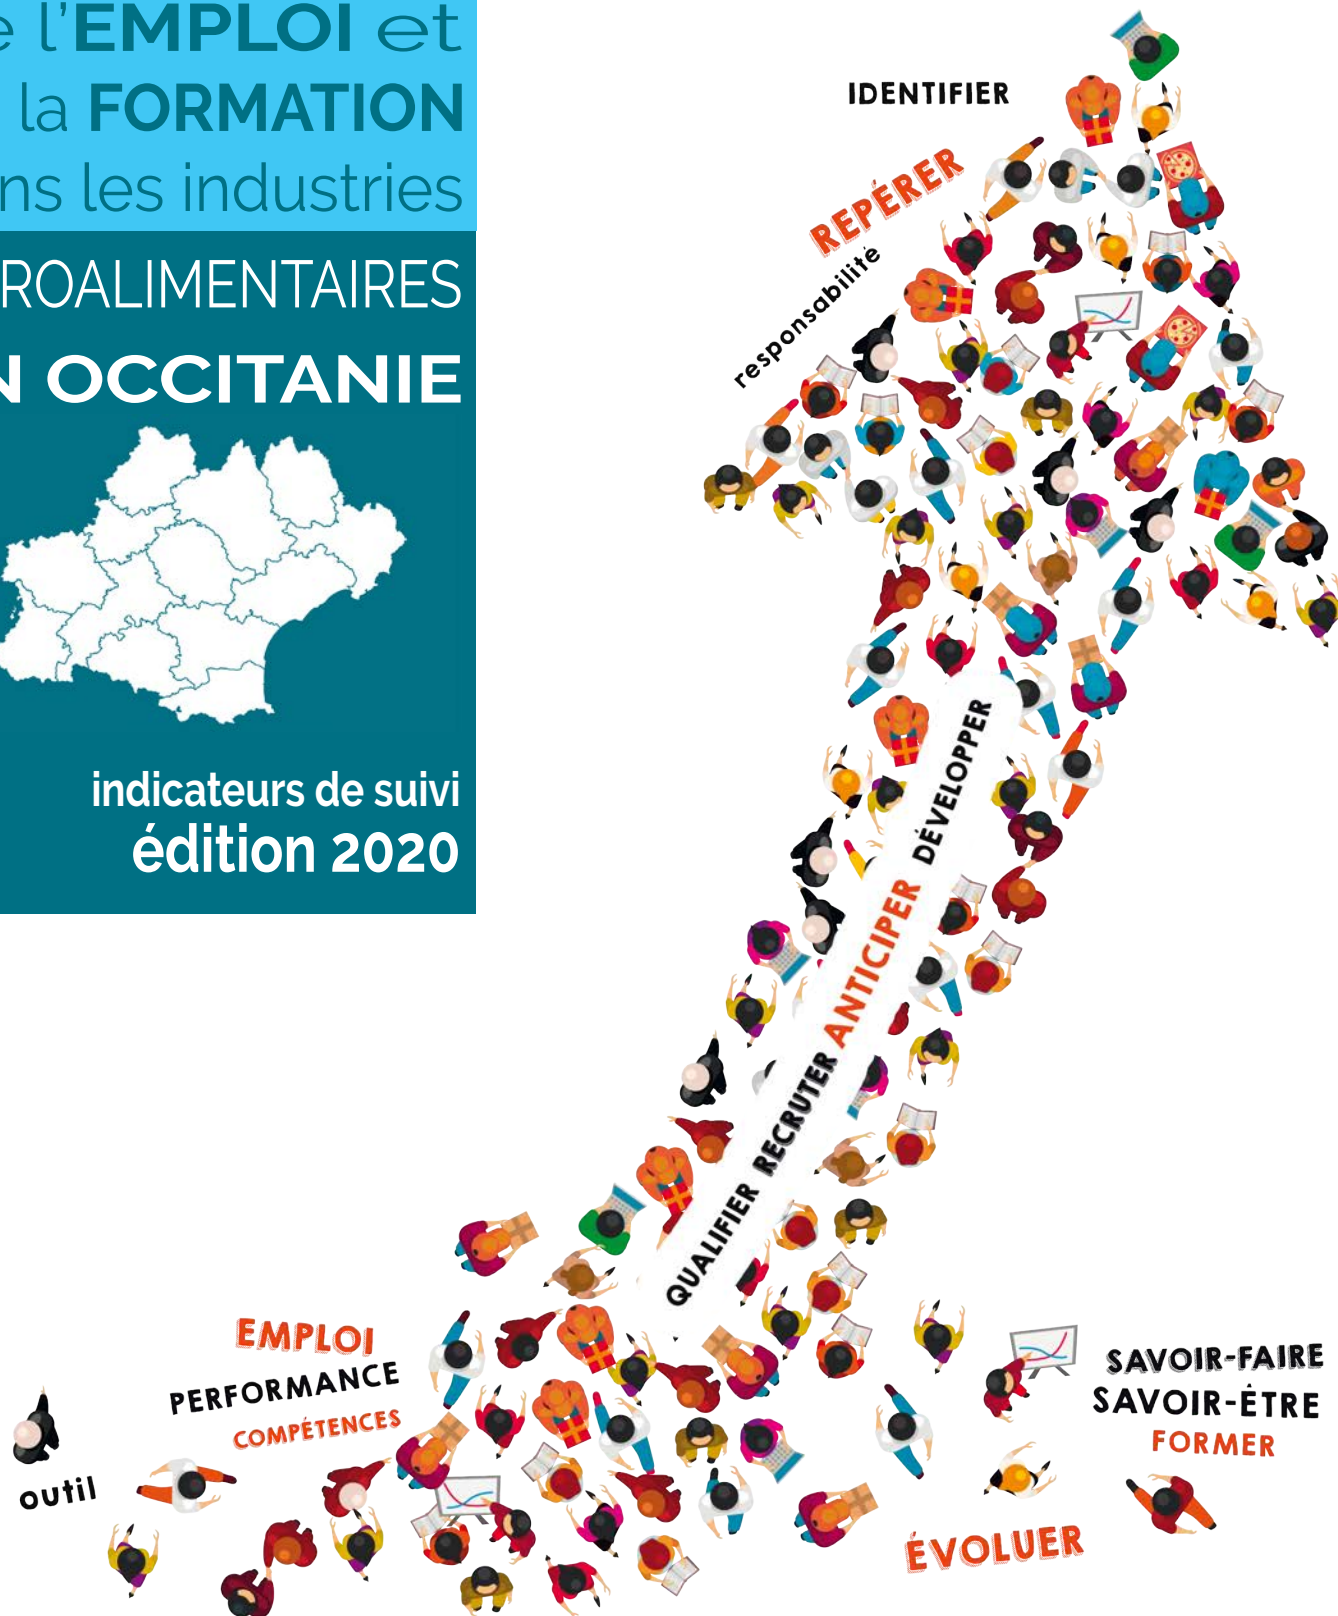 e l'EMPLOI et
la FORMATION
ns les industries
ROALIMENTAIRES
N OCCITANIE
indicateurs de suivi
édition 2020
IDENTIFIER
REPÉRER
responsabilité
DÉVELOPPER
ANTICIPER
RECRUTER
QUALIFIER
EMPLOI
PERFORMANCE
COMPÉTENCES
outil
SAVOIR-FAIRE
SAVOIR-ÊTRE
FORMER
ÉVOLUER